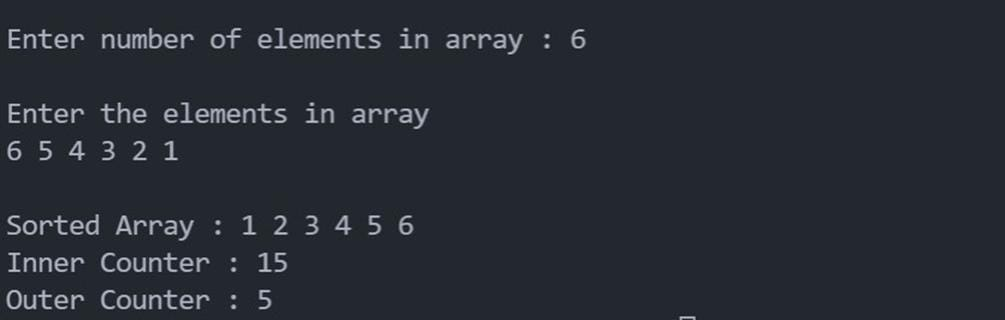 Enter number of elements in array : 6
Enter the elements in array
6 5 4 3 2 1
Sorted Array : 1 2 3 4 5 6
Inner Counter : 15
Outer Counter : 5